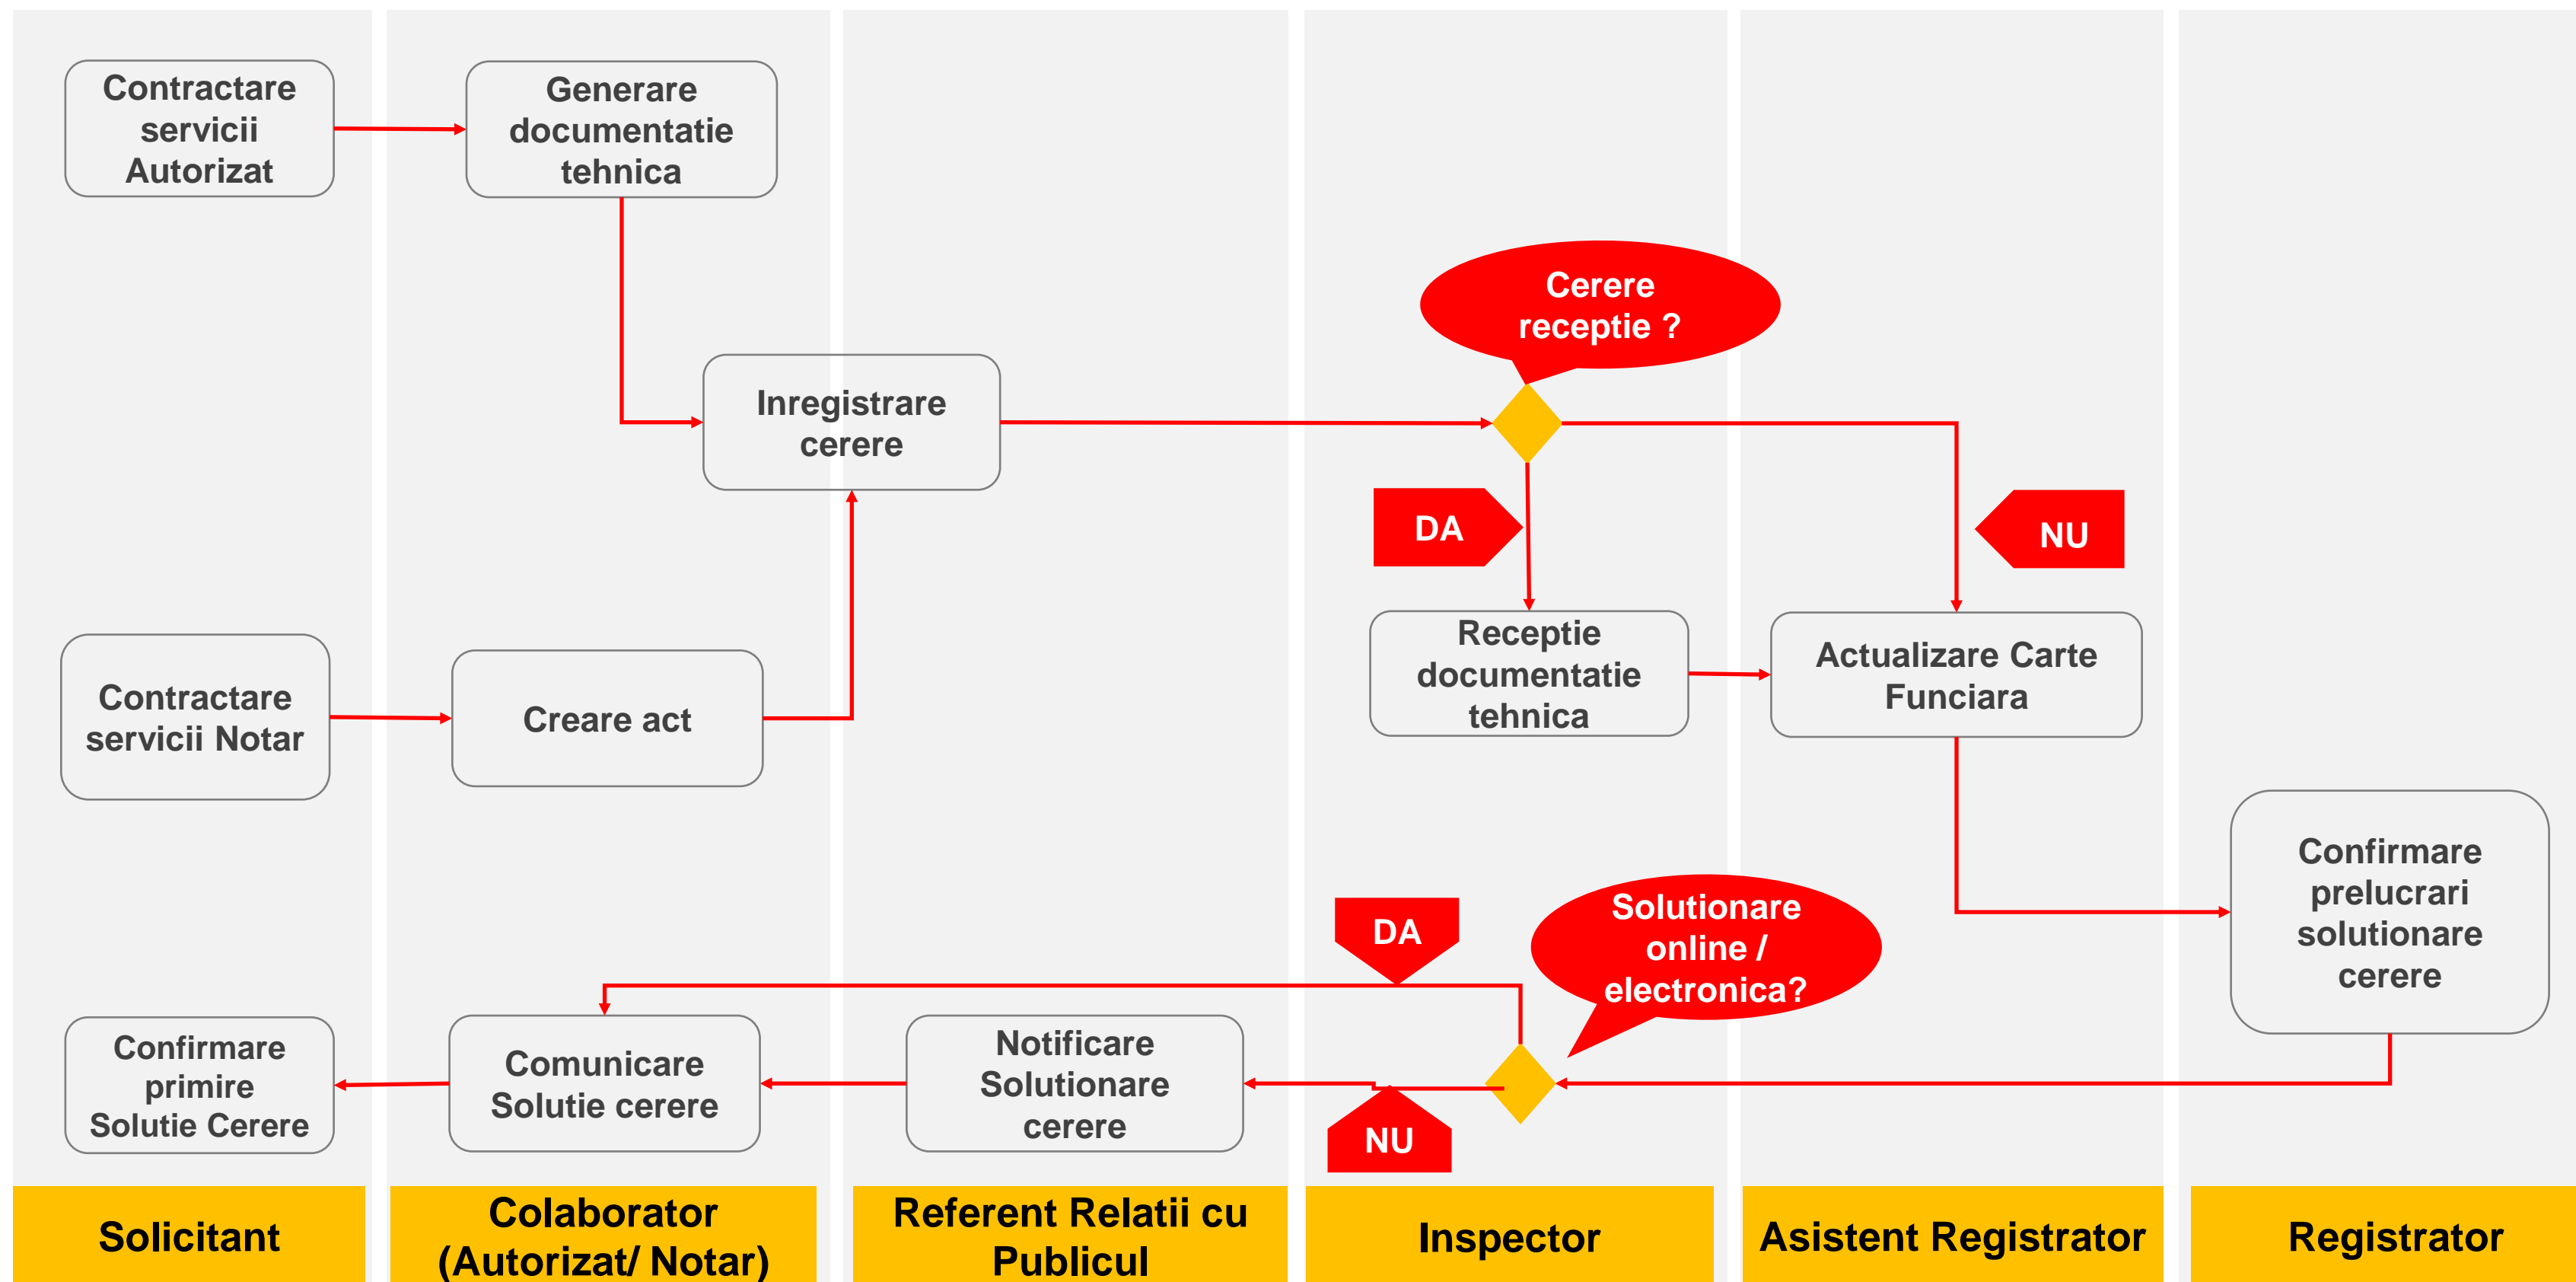 Contractare
servicii
Autorizat
Generare
documentatie
tehnica
Cerere
receptie ?
Inregistrare
cerere
DA
NU
Contractare
servicii Notar
Creare act
Receptie
documentatie
tehnica
Actualizare Carte
Funciara
Confirmare
prelucrari
solutionare
cerere
DA
Solutionare
online /
electronica?
Confirmare
primire
Solutie Cerere
Comunicare
Solutie cerere
Notificare
Solutionare
cerere
NU
Solicitant
Colaborator
(Autorizat/ Notar)
Referent Relatii cu
Publicul
Inspector
Asistent Registrator
Registrator